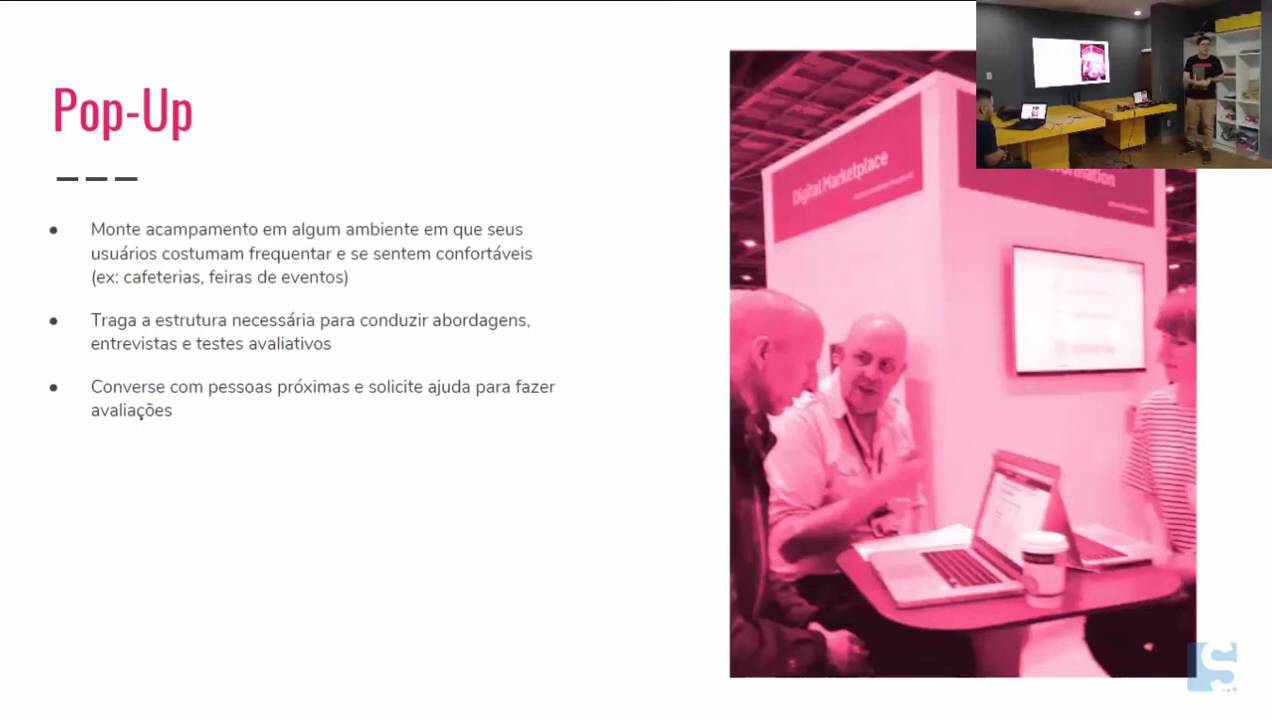 Pop-Up
Monte acampamento em algum ambiente em que seus
usuários costumam frequentar e se sentem confortáveis
(ex: cafeterias, feiras de eventos)
Traga a estrutura necessária para conduzir abordagens,
entrevistas e testes avaliativos
Converse com pessoas próximas e solicite ajuda para fazer
avaliações
Digital Marketplace
S